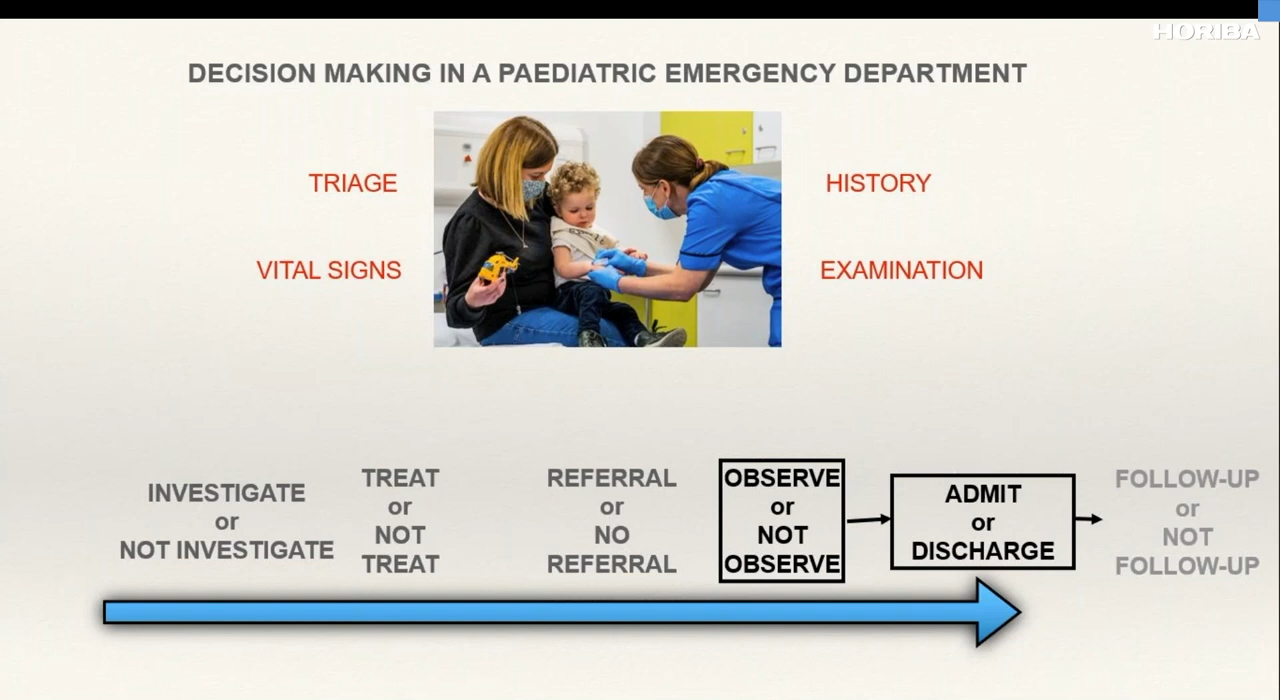 HORIBA
DECISION MAKING IN A PAEDIATRIC EMERGENCY DEPARTMENT
TRIAGE
HISTORY
VITAL SIGNS
EXAMINATION
INVESTIGATE
or
NOT INVESTIGATE
TREAT
or
NOT
TREAT
REFERRAL
or
NO
REFERRAL
OBSERVE
or
NOT
OBSERVE
ADMIT
or
DISCHARGE
FOLLOW-UP
or
NOT
FOLLOW-UP